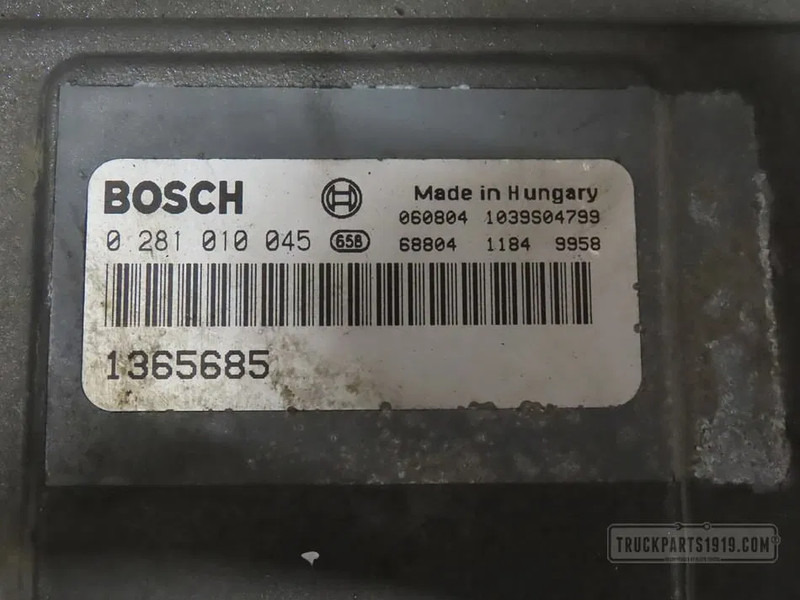 BOSCH
Made in Hungary
060804 1039S04799
0 281 010 045 658
68804 1184 9958
1365685
TRUCKPARTS1919.COM